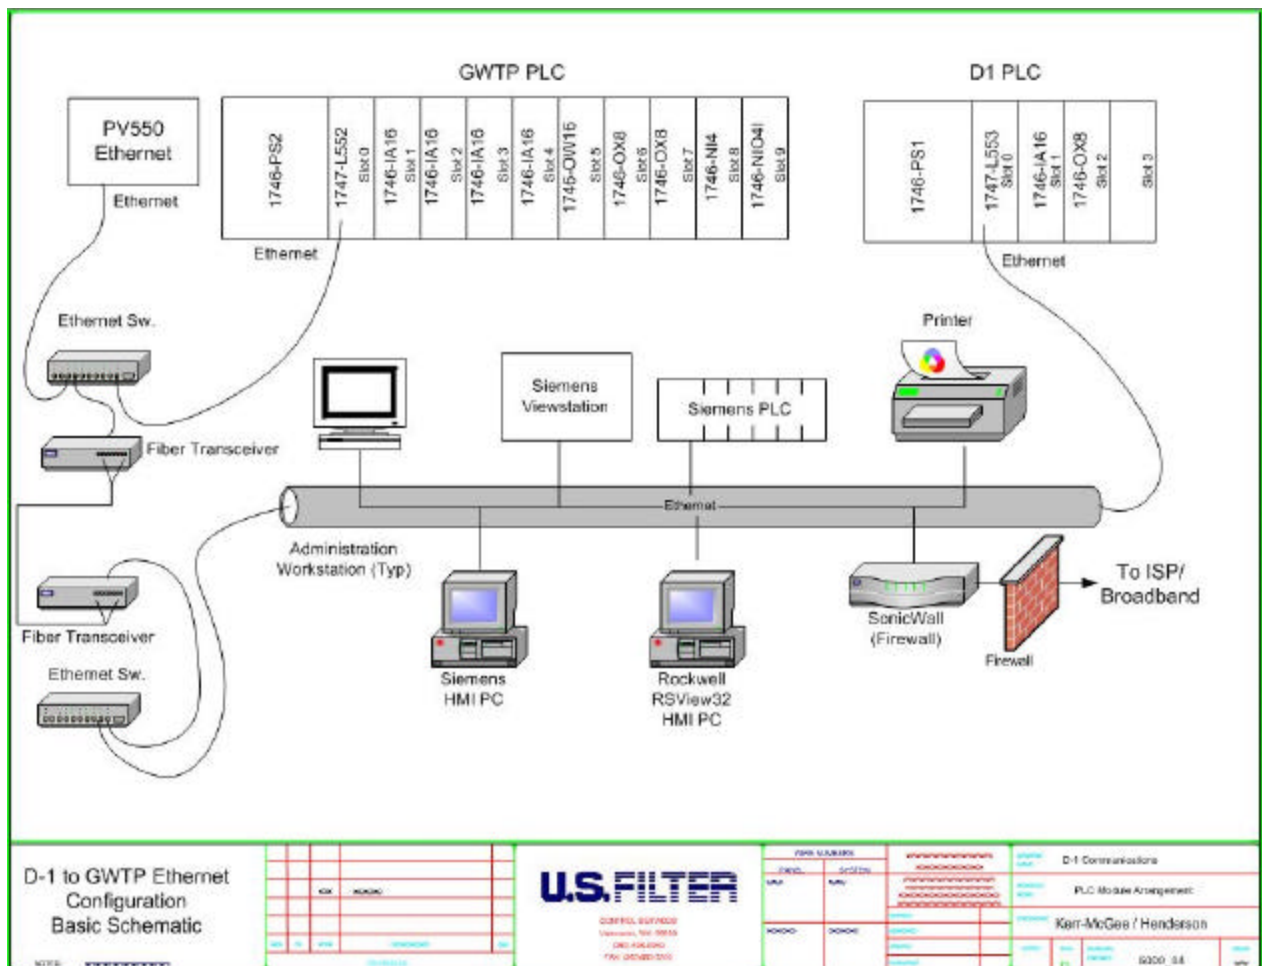 GWTP PLC
D1 PLC
PV550
Ethernet
1746-PS2
1747-L552
Slot 0
1746-IA16
Slot 1
1746-IA16
Slot 2
1746-IA16
Slot 3
1746-IA16
Slot 4
1746-OW16
Slot 5
1746-OX8
Slot 6
1746-OX8
Slot 7
1746-NI4
Slot 8
1746-NIO4I
Slot 9
1746-PS1
1747-L553
Slot 0
1746-IA16
Slot 1
1746-OX8
Slot 2
Slot 3
Ethernet
Ethernet
Ethernet
Ethernet Sw.
Printer
Siemens
Viewstation
Siemens PLC
Fiber Transceiver
Ethernet
Administration
Workstation (Typ)
To ISP/
Broadband
SonicWall
(Firewall)
Fiber Transceiver
Firewall
Ethernet Sw.
Siemens
HMI PC
Rockwell
RSView32
HMI PC
D-1 to GWTP Ethernet
Configuration
Basic Schematic
U.S.FILTER
PANEL
SYSTEM
D-1 Communications
PLC Module Arrangement
Kerr-McGee / Henderson